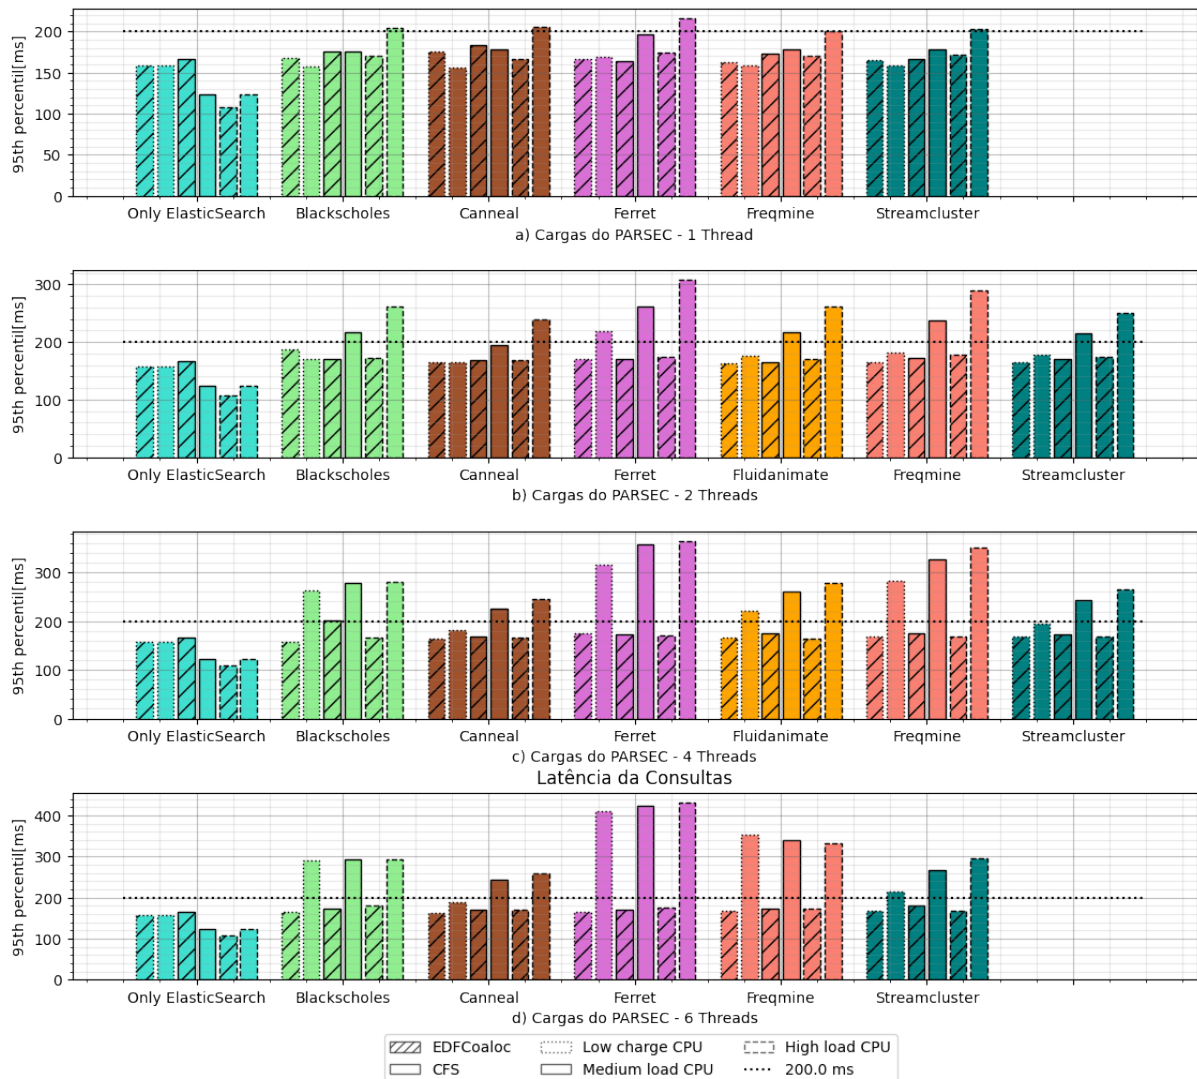 200
150
100
50
0
95th percentil[ms]
Only ElasticSearch Blackscholes Canneal Ferret Freqmine Streamcluster
a) Cargas do PARSEC - 1 Thread
300
200
100
0
95th percentil[ms]
Only ElasticSearch Blackscholes Canneal Ferret Fluidanimate Freqmine Streamcluster
b) Cargas do PARSEC - 2 Threads
300
200
100
0
95th percentil[ms]
Only ElasticSearch Blackscholes Canneal Ferret Fluidanimate Freqmine Streamcluster
c) Cargas do PARSEC - 4 Threads
Latência da Consultas
400
300
200
100
0
95th percentil[ms]
Only ElasticSearch Blackscholes Canneal Ferret Freqmine Streamcluster
d) Cargas do PARSEC - 6 Threads
EDFCoaloc Low charge CPU High load CPU
CFS Medium load CPU 200.0 ms